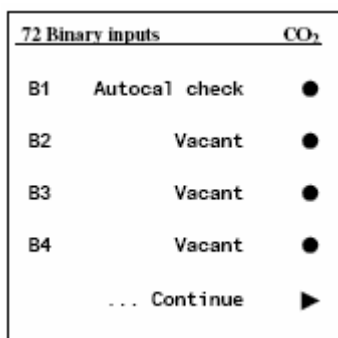 72 Binary inputs CO₂
B1 Autocal check ●
B2 Vacant ●
B3 Vacant ●
B4 Vacant ●
... Continue ▶